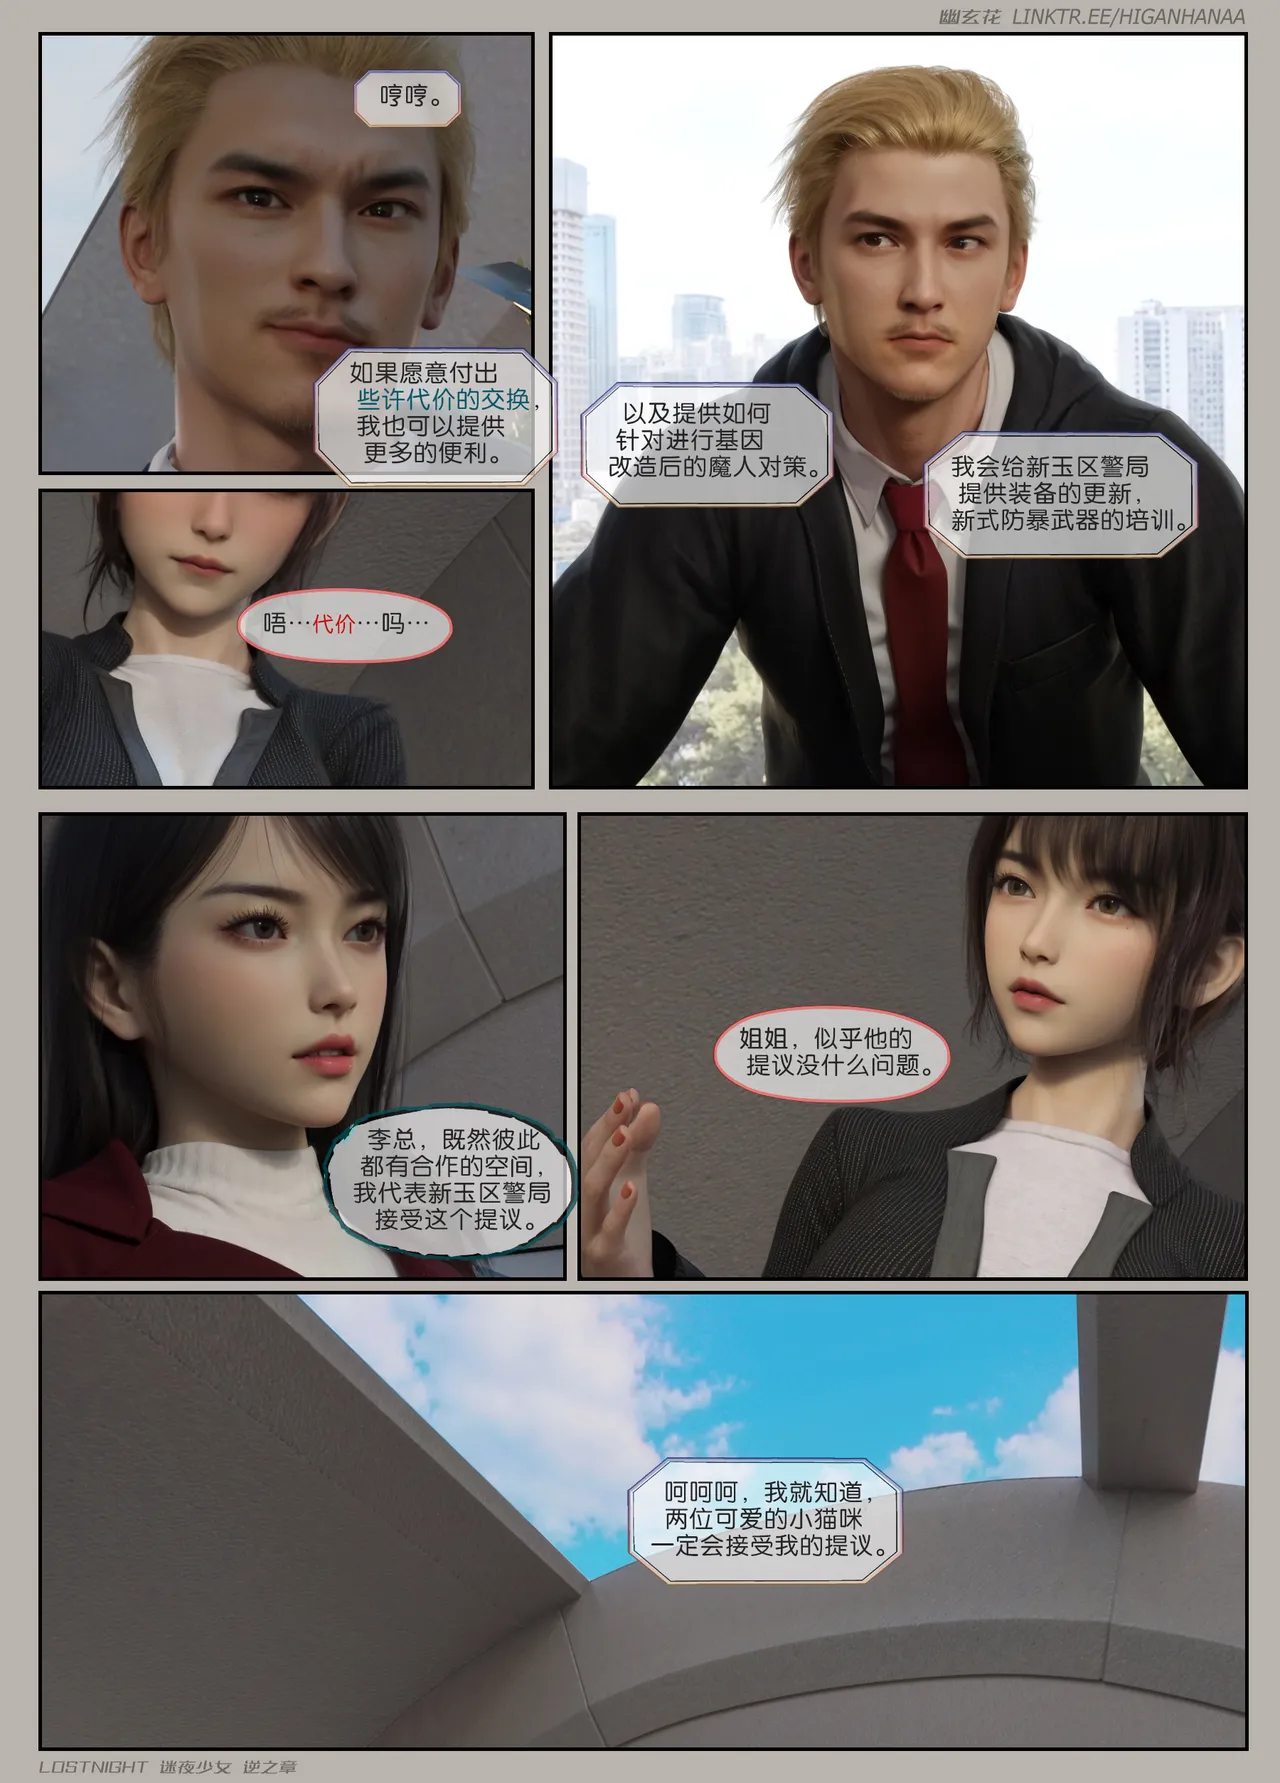 幽玄花 LINKTR.EE/HIGANHANAA
哼哼。
如果愿意付出
些许代价的交换，
我也可以提供
更多的便利。
以及提供如何
针对进行基因
改造后的魔人对策。
我会给新玉区警局
提供装备的更新，
新式防暴武器的培训。
唔…代价…吗…
李总，既然彼此
都有合作的空间，
我代表新玉区警局
接受这个提议。
姐姐，似乎他的
提议没什么问题。
呵呵呵，我就知道，
两位可爱的小猫咪
一定会接受我的提议。
LOSTNIGHT 迷夜少女 逆之章